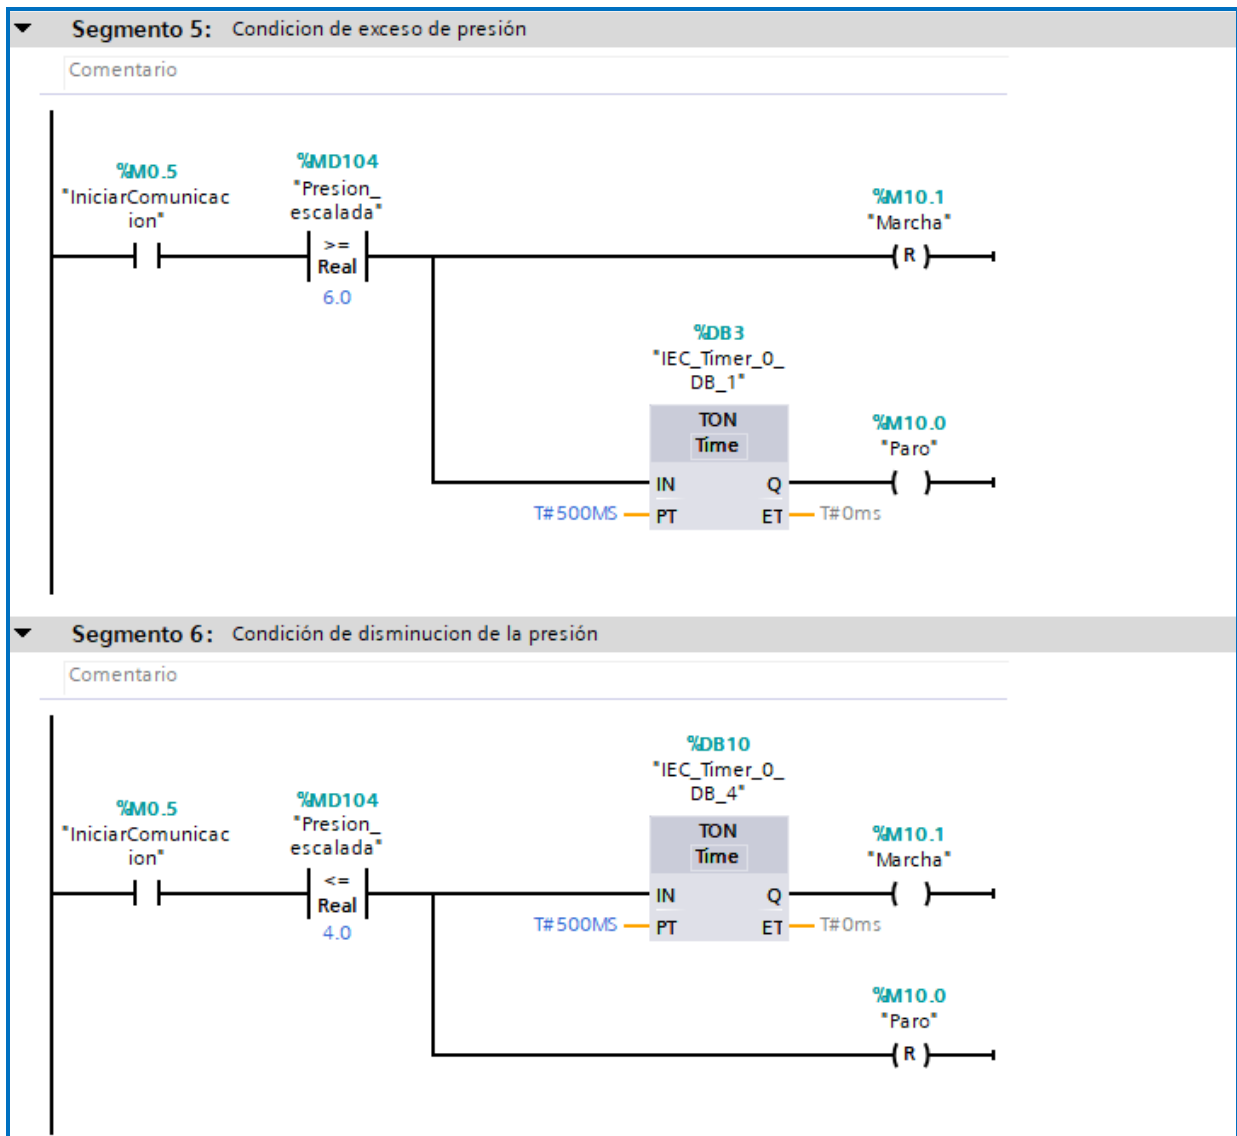 Segmento 5: Condicion de exceso de presión
Comentario
%M0.5
"IniciarComunicac
ion"
%MD104
"Presion_
escalada"
>=
Real
6.0
%M10.1
"Marcha"
R
%DB3
"IEC_Timer_0_
DB_1"
TON
Time
IN
Q
T#500MS
PT
ET
T#0ms
%M10.0
"Paro"
Segmento 6: Condición de disminucion de la presión
Comentario
%M0.5
"IniciarComunicac
ion"
%MD104
"Presion_
escalada"
<=
Real
4.0
%DB10
"IEC_Timer_0_
DB_4"
TON
Time
IN
Q
T#500MS
PT
ET
T#0ms
%M10.1
"Marcha"
%M10.0
"Paro"
R